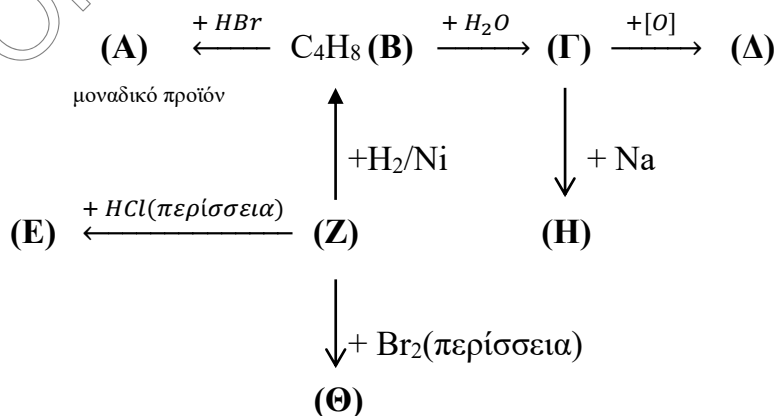 (Α) + HBr C₄H₈ (Β) + H₂O (Γ) +[O] (Δ)
μοναδικό προϊόν
+H₂/Ni + Na
(Ε) + HCl(περίσσεια) (Ζ) (Η)
+ Br₂(περίσσεια)
(Θ)